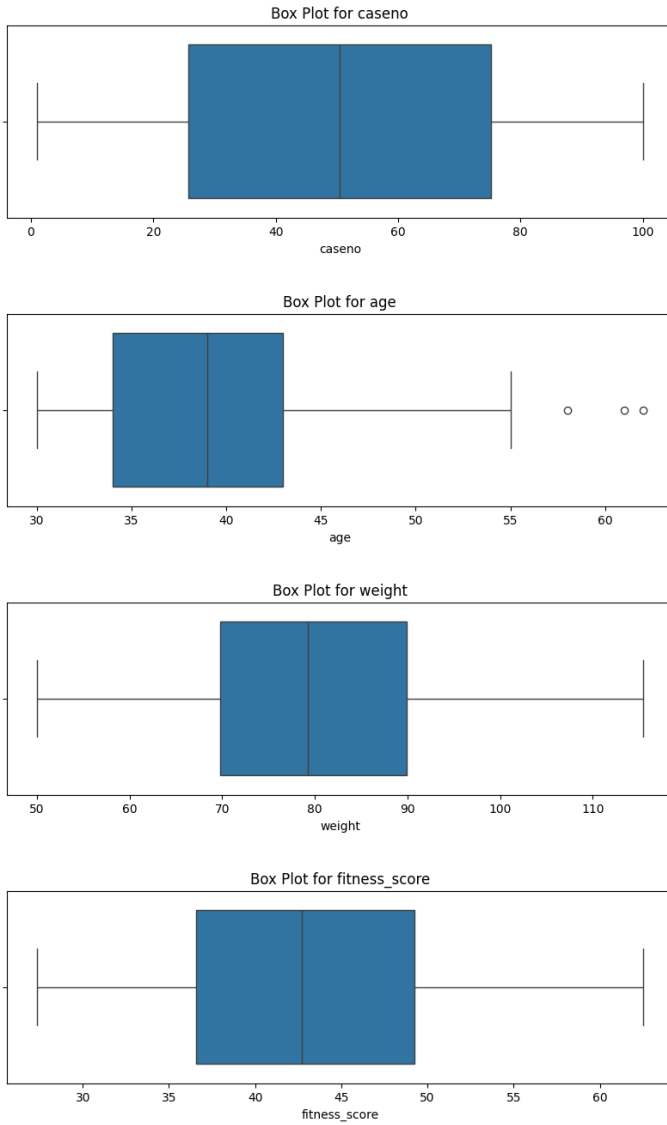 Box Plot for caseno
0 20 40 60 80 100
caseno
Box Plot for age
30 35 40 45 50 55 60
age
Box Plot for weight
50 60 70 80 90 100 110
weight
Box Plot for fitness_score
30 35 40 45 50 55 60
fitness_score